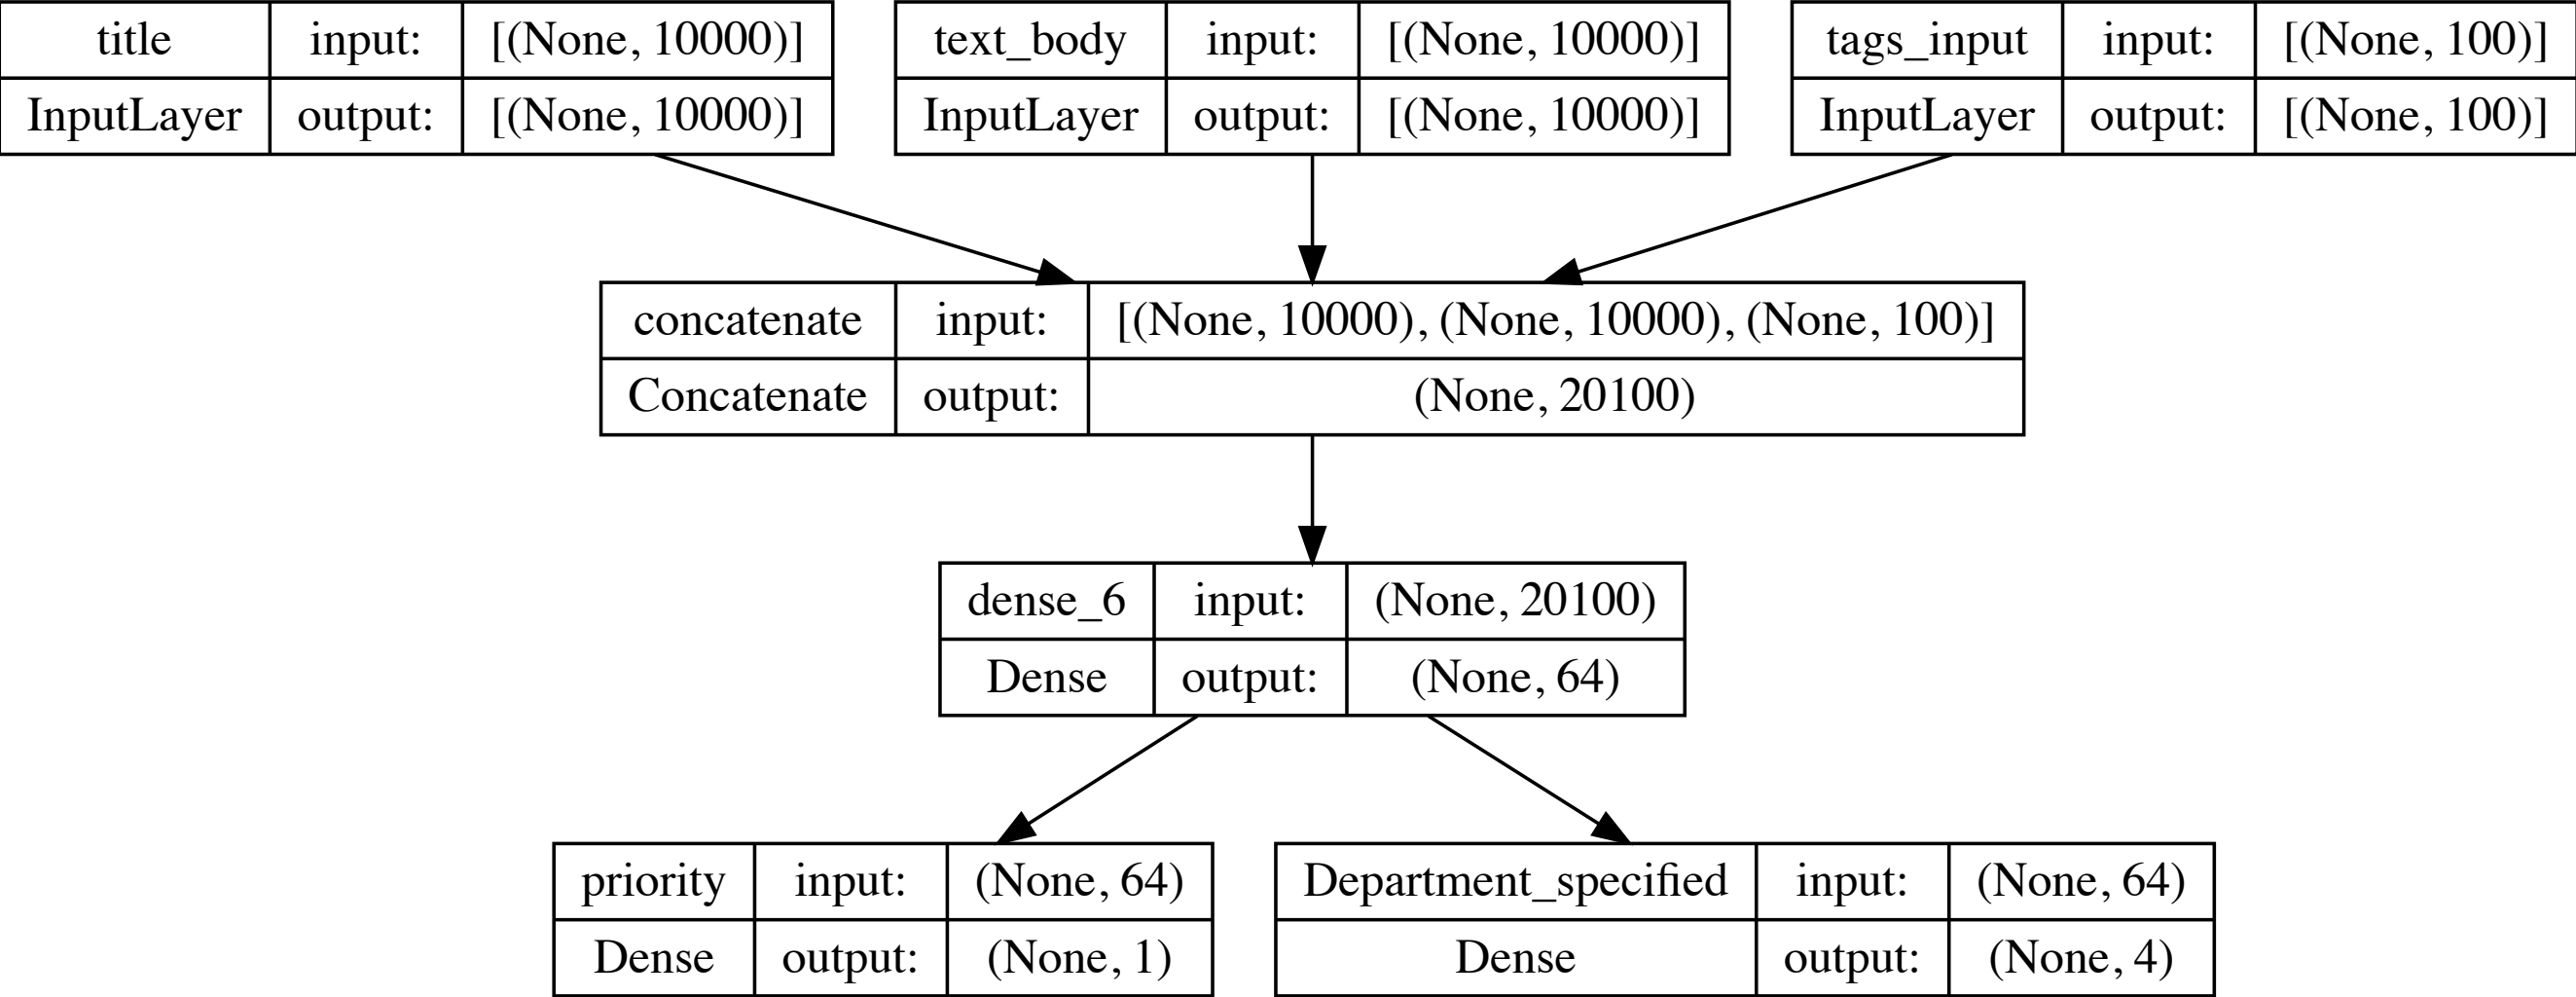 title input: [(None, 10000)]
InputLayer output: [(None, 10000)]
text_body input: [(None, 10000)]
InputLayer output: [(None, 10000)]
tags_input input: [(None, 100)]
InputLayer output: [(None, 100)]
concatenate input: [(None, 10000), (None, 10000), (None, 100)]
Concatenate output: (None, 20100)
dense_6 input: (None, 20100)
Dense output: (None, 64)
priority input: (None, 64)
Dense output: (None, 1)
Department_specified input: (None, 64)
Dense output: (None, 4)